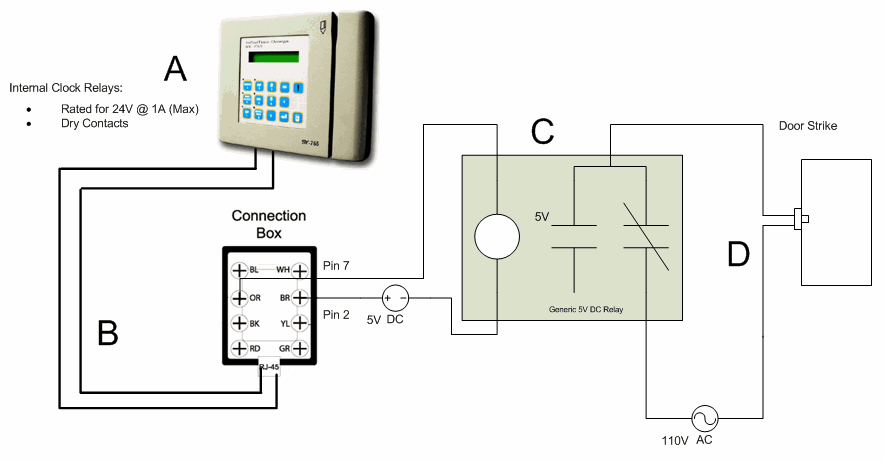 A
Internal Clock Relays:
• Rated for 24V @ 1A (Max)
• Dry Contacts
C
Door Strike
Connection
Box
5V
BL WH Pin 7
OR BR
D
5V DC
Pin 2
Generic 5V DC Relay
B
BK YL
RD GR
RJ-45
110V AC